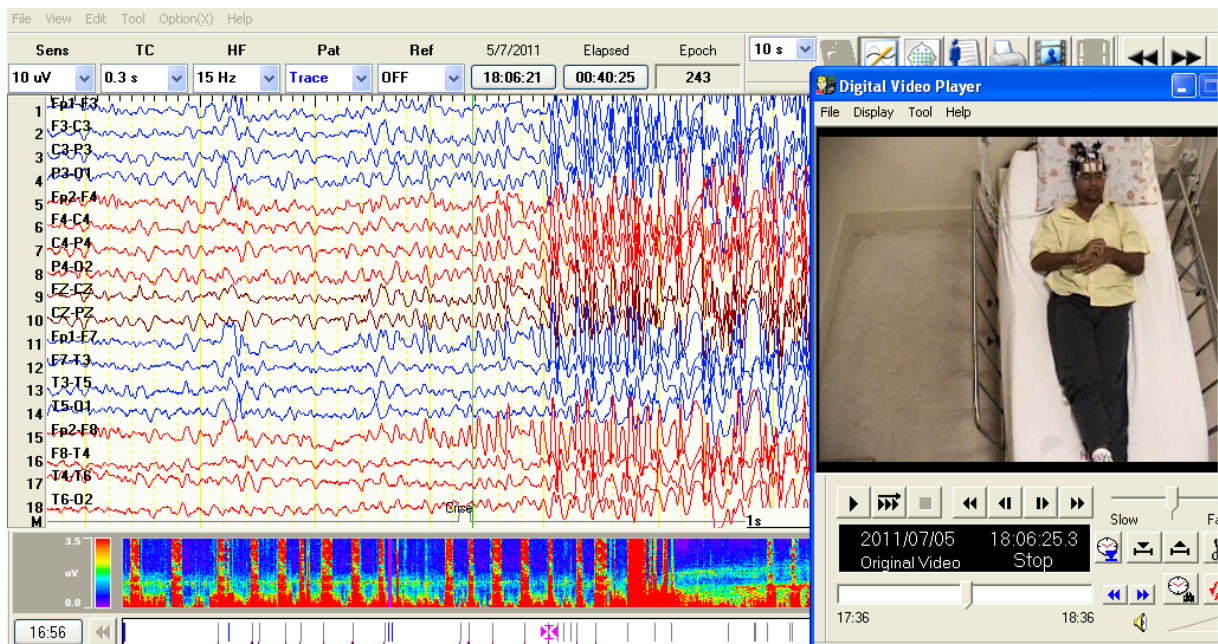 File View Edit Tool Option(X) Help
Sens TC HF Pat Ref 5/7/2011 Elapsed Epoch 10 s
10 uV 0.3 s 15 Hz Trace OFF 18:06:21 00:40:25 243
1 Fp1-F3
2 F3-C3
3 C3-P3
4 P3-O1
5 Fp2-F4
6 F4-C4
7 C4-P4
8 P4-O2
9 FZ-CZ
10 CZ-PZ
11 Fp1-F7
12 F7-T3
13 T3-T5
14 T5-O1
15 Fp2-F8
16 F8-T4
17 T4-T6
18 T6-O2
M Crise 1s
3.5
uV
0.0
16:56
Digital Video Player
File Display Tool Help
Slow
2011/07/05 18:06:25.3
Original Video Stop
17:36 18:36